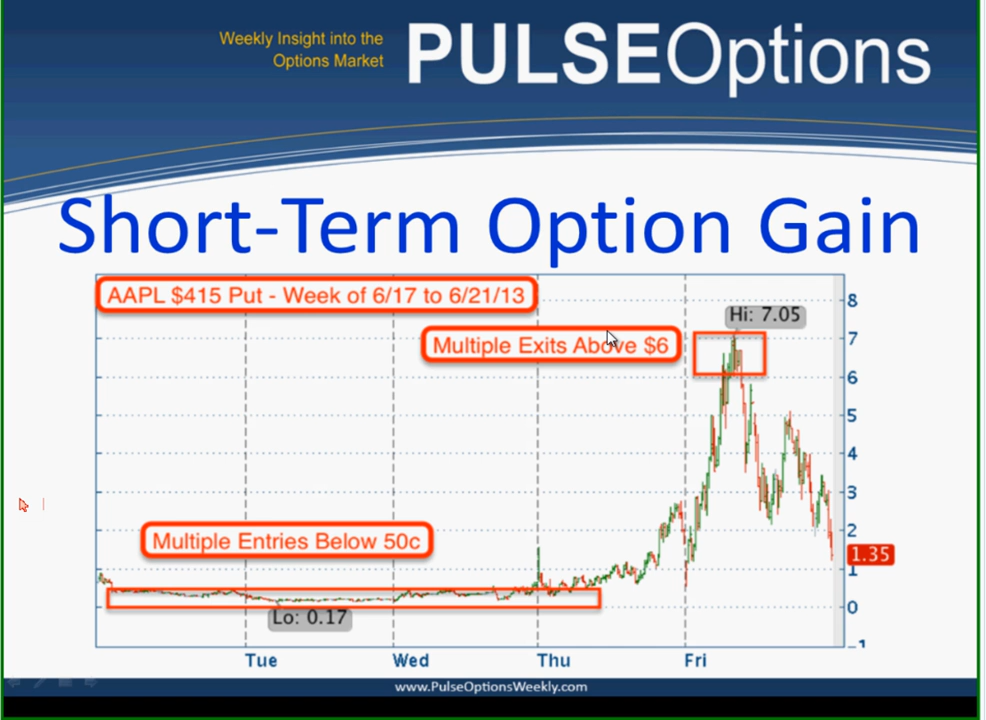 Weekly Insight into the
Options Market
PULSEOptions
Short-Term Option Gain
AAPL $415 Put - Week of 6/17 to 6/21/13
Hi: 7.05
Multiple Exits Above $6
Multiple Entries Below 50c
Lo: 0.17
8
7
6
5
4
3
2
1.35
1
0
-1
Tue Wed Thu Fri
www.PulseOptionsWeekly.com